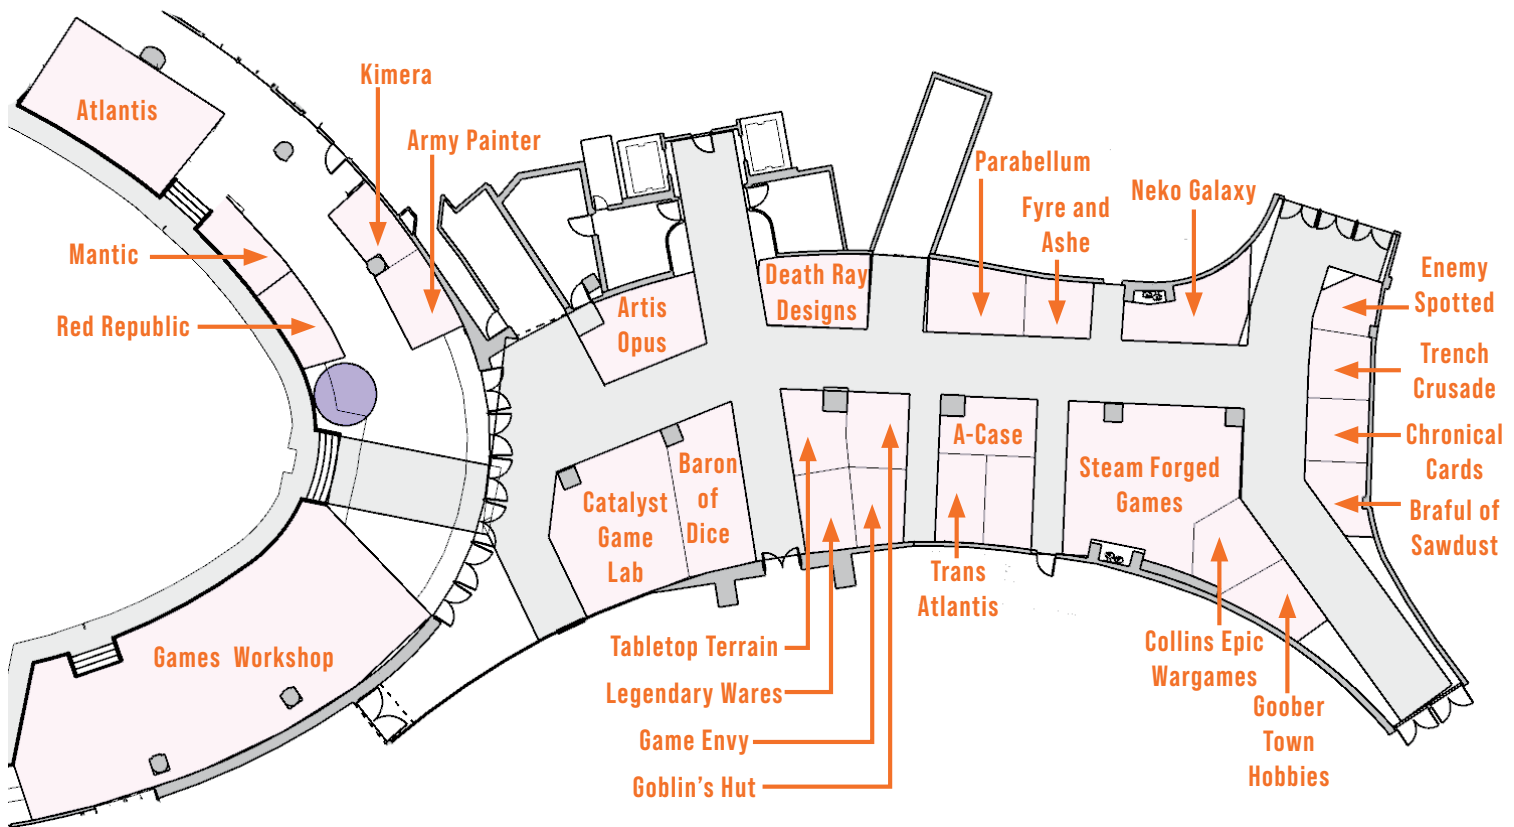 Kimera
Atlantis
Army Painter
Parabellum
Neko Galaxy
Fyre and
Ashe
Mantic
Death Ray
Designs
Enemy
Spotted
Artis
Opus
Red Republic
Trench
Crusade
A-Case
Chronical
Cards
Baron
of
Dice
Steam Forged
Games
Catalyst
Game
Lab
Braful of
Sawdust
Trans
Atlantis
Tabletop Terrain
Collins Epic
Wargames
Games Workshop
Legendary Wares
Goober
Town
Hobbies
Game Envy
Goblin's Hut